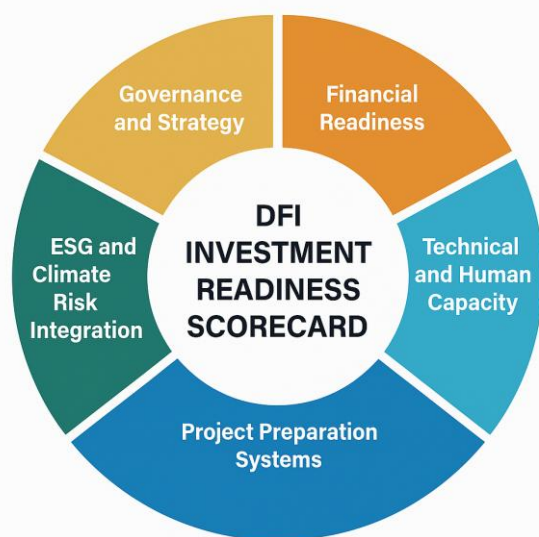 Governance
and Strategy
Financial
Readiness
DFI
INVESTMENT
READINESS
SCORECARD
ESG and
Climate
Risk
Integration
Technical
and Human
Capacity
Project Preparation
Systems